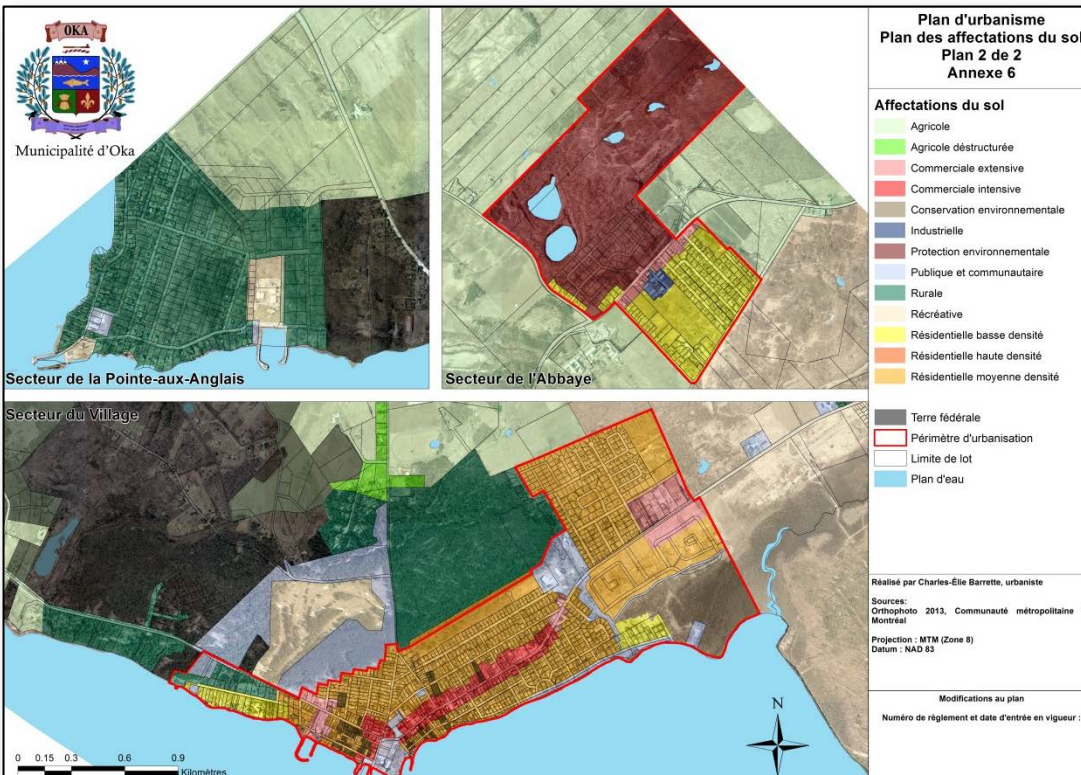 OKA
Municipalité d'Oka
Secteur de la Pointe-aux-Anglais
Secteur de l'Abbaye
Secteur du Village
0 0.15 0.3 0.6 0.9
Kilomètres
N
Plan d'urbanisme
Plan des affectations du sol
Plan 2 de 2
Annexe 6
Affectations du sol
Agricole
Agricole déstructurée
Commerciale extensive
Commerciale intensive
Conservation environnementale
Industrielle
Protection environnementale
Publique et communautaire
Rurale
Récréative
Résidentielle basse densité
Résidentielle haute densité
Résidentielle moyenne densité
Terre fédérale
Périmètre d'urbanisation
Limite de lot
Plan d'eau
Réalisé par Charles-Élie Barrette, urbaniste
Sources:
Orthophoto 2013, Communauté métropolitaine
Montréal
Projection : MTM (Zone 8)
Datum : NAD 83
Modifications au plan
Numéro de règlement et date d'entrée en vigueur :